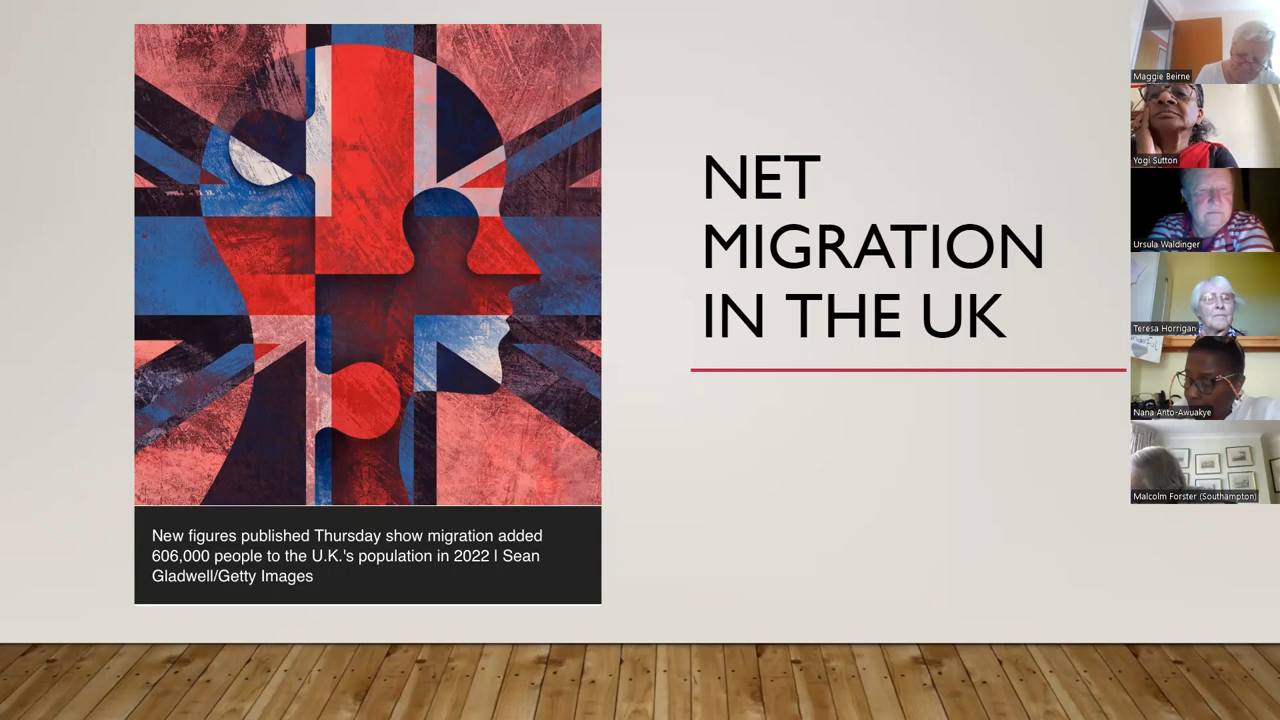 NET
MIGRATION
IN THE UK
New figures published Thursday show migration added
606,000 people to the U.K.'s population in 2022 | Sean
Gladwell/Getty Images
Maggie Beirne
Yogi Sutton
Ursula Waldinger
Teresa Horrigan
Nana Anto-Awuakye
Malcolm Forster (Southampton)